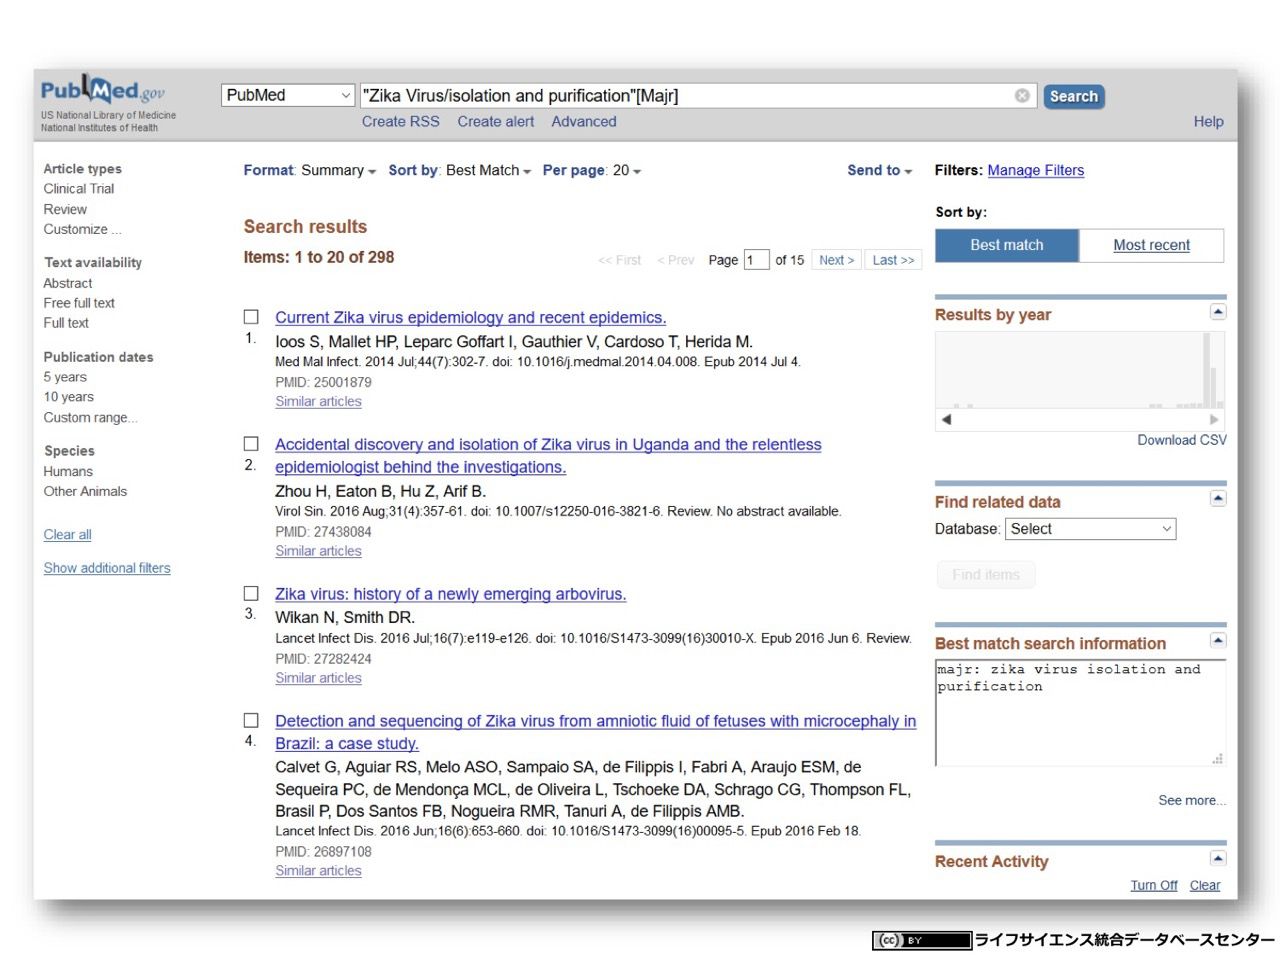 PubMed.gov
US National Library of Medicine
National Institutes of Health
PubMed
"Zika Virus/isolation and purification"[Majr]
Search
Create RSS Create alert Advanced
Help
Article types
Clinical Trial
Review
Customize ...
Text availability
Abstract
Free full text
Full text
Publication dates
5 years
10 years
Custom range...
Species
Humans
Other Animals
Clear all
Show additional filters
Format: Summary Sort by: Best Match Per page: 20
Send to
Search results
Items: 1 to 20 of 298
<< First < Prev Page 1 of 15 Next > Last >>
Current Zika virus epidemiology and recent epidemics.
1. Ioos S, Mallet HP, Leparc Goffart I, Gauthier V, Cardoso T, Herida M.
Med Mal Infect. 2014 Jul;44(7):302-7. doi: 10.1016/j.medmal.2014.04.008. Epub 2014 Jul 4.
PMID: 25001879
Similar articles
Accidental discovery and isolation of Zika virus in Uganda and the relentless
2. epidemiologist behind the investigations.
Zhou H, Eaton B, Hu Z, Arif B.
Virol Sin. 2016 Aug;31(4):357-61. doi: 10.1007/s12250-016-3821-6. Review. No abstract available.
PMID: 27438084
Similar articles
Zika virus: history of a newly emerging arbovirus.
3. Wikan N, Smith DR.
Lancet Infect Dis. 2016 Jul;16(7):e119-e126. doi: 10.1016/S1473-3099(16)30010-X. Epub 2016 Jun 6. Review.
PMID: 27282424
Similar articles
Detection and sequencing of Zika virus from amniotic fluid of fetuses with microcephaly in
4. Brazil: a case study.
Calvet G, Aguiar RS, Melo ASO, Sampaio SA, de Filippis I, Fabri A, Araujo ESM, de
Sequeira PC, de Mendonça MCL, de Oliveira L, Tschoeke DA, Schrago CG, Thompson FL,
Brasil P, Dos Santos FB, Nogueira RMR, Tanuri A, de Filippis AMB.
Lancet Infect Dis. 2016 Jun;16(6):653-660. doi: 10.1016/S1473-3099(16)00095-5. Epub 2016 Feb 18.
PMID: 26897108
Similar articles
Filters: Manage Filters
Sort by:
Best match Most recent
Results by year
Download CSV
Find related data
Database: Select
Find items
Best match search information
majr: zika virus isolation and
purification
See more...
Recent Activity
Turn Off Clear
(cc) BY ライフサイエンス統合データベースセンター